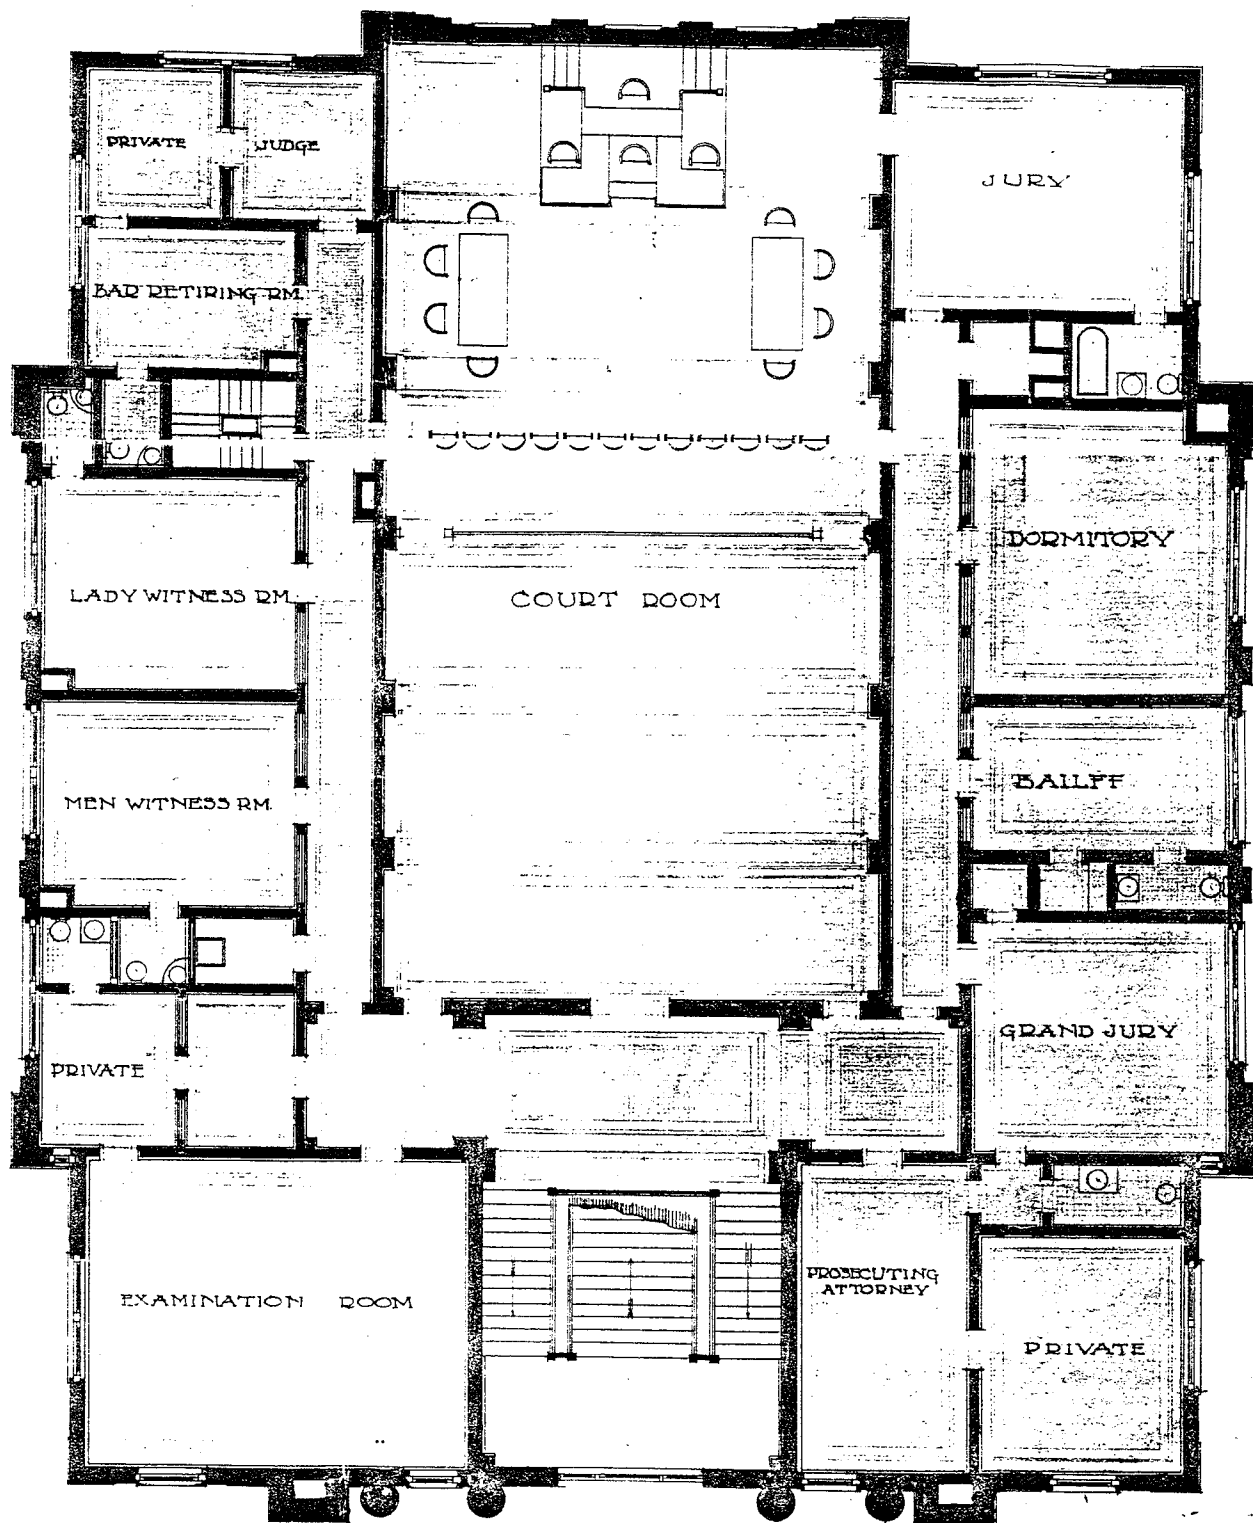 PRIVATE
JUDGE
JURY
BAR RETIRING RM.
DORMITORY
LADY WITNESS RM.
COURT ROOM
BAILFF
MEN WITNESS RM.
GRAND JURY
PRIVATE
PROSECUTING
ATTORNEY
EXAMINATION ROOM
PRIVATE